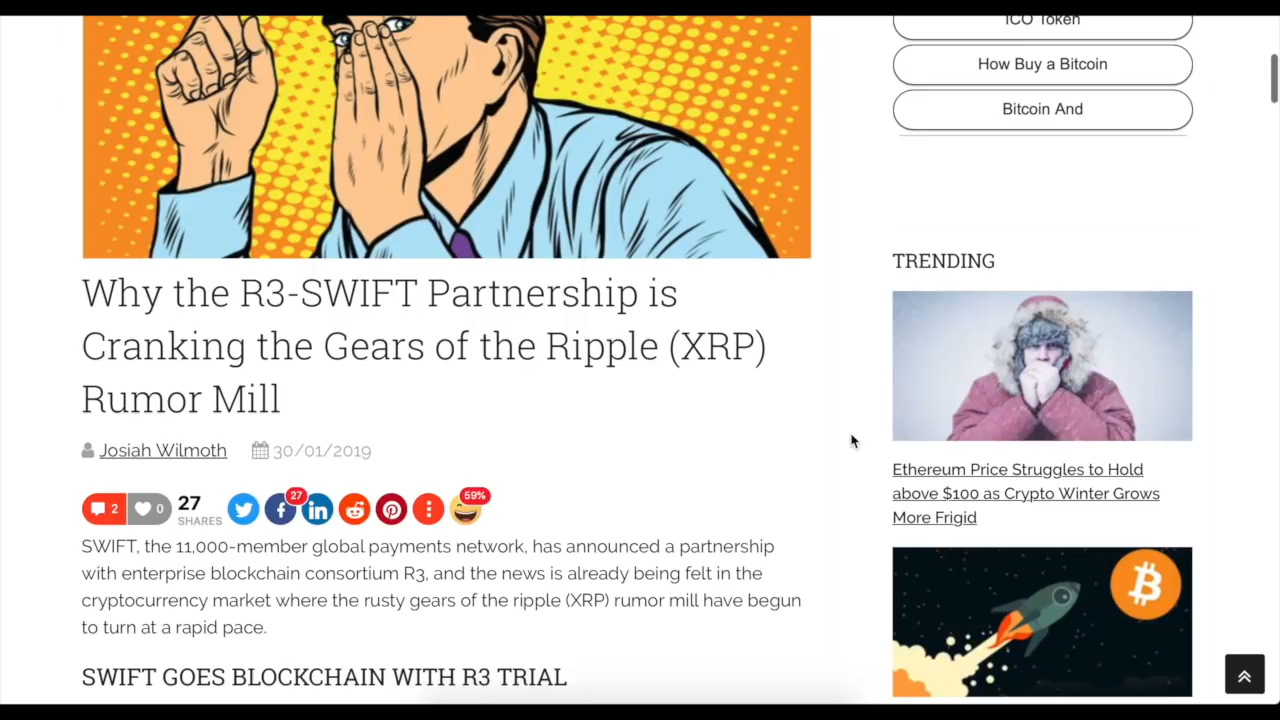 Why the R3-SWIFT Partnership is
Cranking the Gears of the Ripple (XRP)
Rumor Mill
Josiah Wilmoth 30/01/2019
2 0 27 SHARES 27 59%
SWIFT, the 11,000-member global payments network, has announced a partnership
with enterprise blockchain consortium R3, and the news is already being felt in the
cryptocurrency market where the rusty gears of the ripple (XRP) rumor mill have begun
to turn at a rapid pace.
SWIFT GOES BLOCKCHAIN WITH R3 TRIAL
ICO Token
How Buy a Bitcoin
Bitcoin And
TRENDING
Ethereum Price Struggles to Hold
above $100 as Crypto Winter Grows
More Frigid